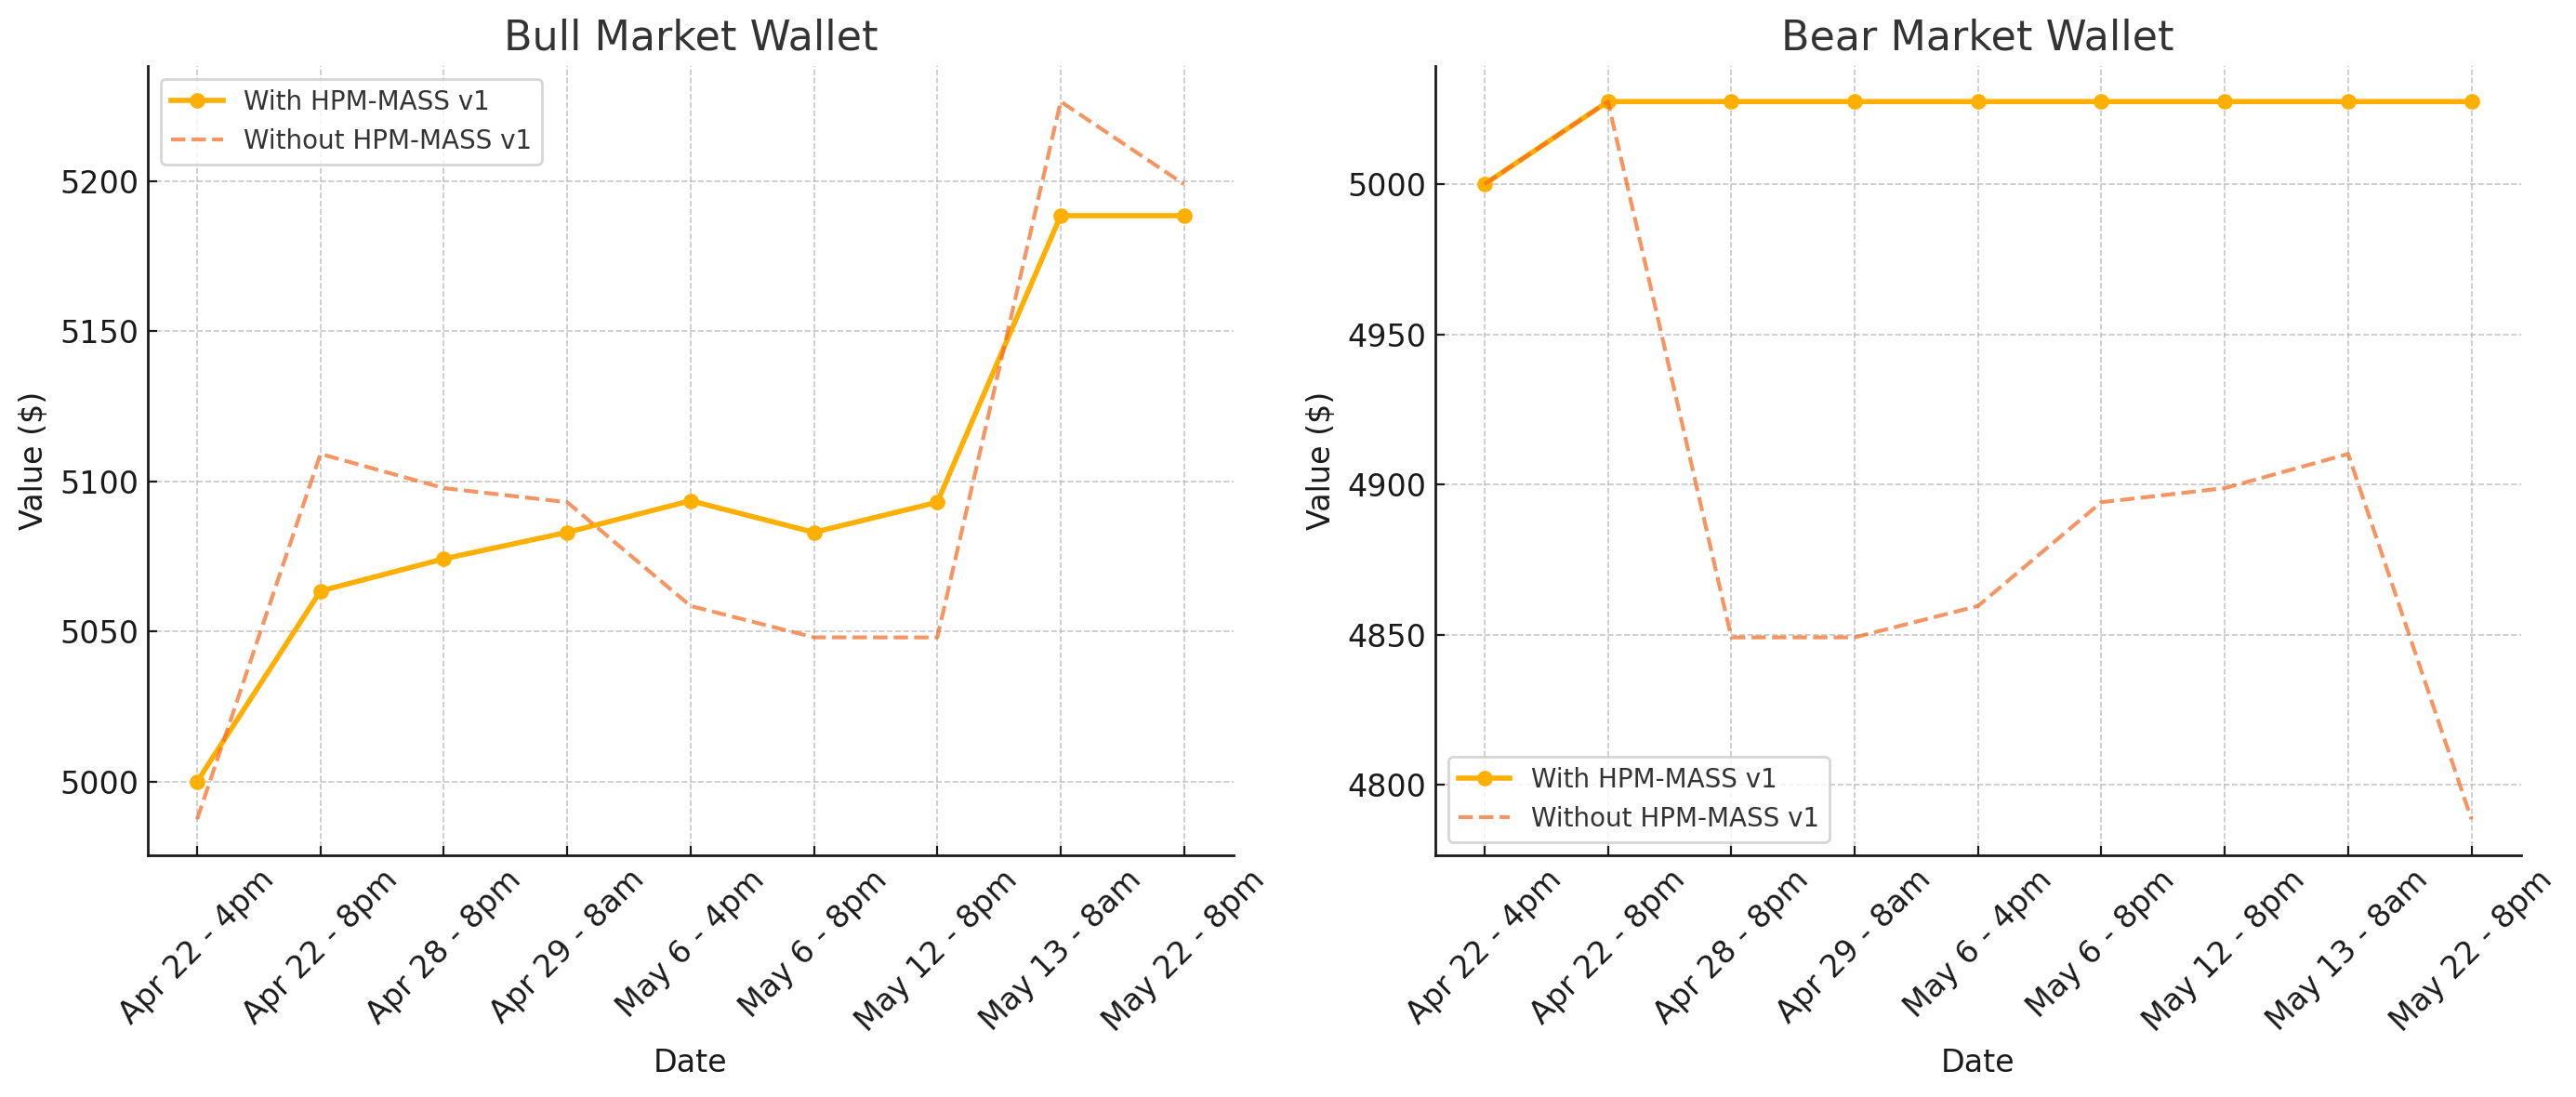 Bull Market Wallet
With HPM-MASS v1
Without HPM-MASS v1
5200
5150
5100
5050
5000
Value ($)
Apr 22 - 4pm
Apr 22 - 8pm
Apr 28 - 8pm
Apr 29 - 8am
May 6 - 4pm
May 6 - 8pm
May 12 - 8pm
May 13 - 8am
May 22 - 8pm
Date
Bear Market Wallet
5000
4950
4900
4850
4800
Value ($)
With HPM-MASS v1
Without HPM-MASS v1
Apr 22 - 4pm
Apr 22 - 8pm
Apr 28 - 8pm
Apr 29 - 8am
May 6 - 4pm
May 6 - 8pm
May 12 - 8pm
May 13 - 8am
May 22 - 8pm
Date